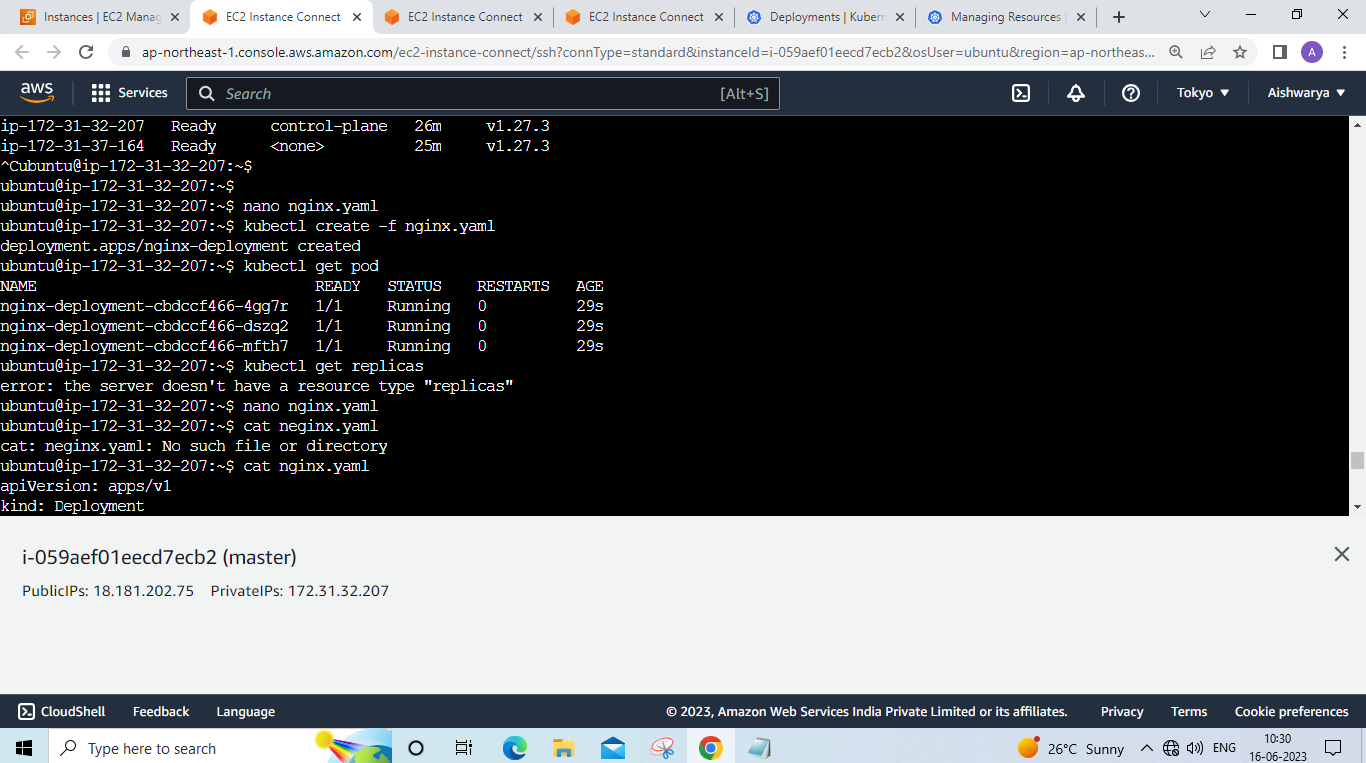 Instances | EC2 Manag
EC2 Instance Connect
EC2 Instance Connect
EC2 Instance Connect
Deployments | Kubern
Managing Resources
ap-northeast-1.console.aws.amazon.com/ec2-instance-connect/ssh?connType=standard&instanceId=i-059aef01eecd7ecb2&osUser=ubuntu&region=ap-northeas...
A
aws
Services
Search
[Alt+S]
Tokyo
Aishwarya
ip-172-31-32-207 Ready control-plane 26m v1.27.3
ip-172-31-37-164 Ready <none> 25m v1.27.3
^Cubuntu@ip-172-31-32-207:~$
ubuntu@ip-172-31-32-207:~$
ubuntu@ip-172-31-32-207:~$ nano nginx.yaml
ubuntu@ip-172-31-32-207:~$ kubectl create -f nginx.yaml
deployment.apps/nginx-deployment created
ubuntu@ip-172-31-32-207:~$ kubectl get pod
NAME READY STATUS RESTARTS AGE
nginx-deployment-cbdccf466-4gg7r 1/1 Running 0 29s
nginx-deployment-cbdccf466-dszq2 1/1 Running 0 29s
nginx-deployment-cbdccf466-mfth7 1/1 Running 0 29s
ubuntu@ip-172-31-32-207:~$ kubectl get replicas
error: the server doesn't have a resource type "replicas"
ubuntu@ip-172-31-32-207:~$ nano nginx.yaml
ubuntu@ip-172-31-32-207:~$ cat neginx.yaml
cat: neginx.yaml: No such file or directory
ubuntu@ip-172-31-32-207:~$ cat nginx.yaml
apiVersion: apps/v1
kind: Deployment
i-059aef01eecd7ecb2 (master)
PublicIPs: 18.181.202.75 PrivateIPs: 172.31.32.207
CloudShell
Feedback
Language
© 2023, Amazon Web Services India Private Limited or its affiliates.
Privacy
Terms
Cookie preferences
Type here to search
26°C Sunny
ENG
10:30
16-06-2023